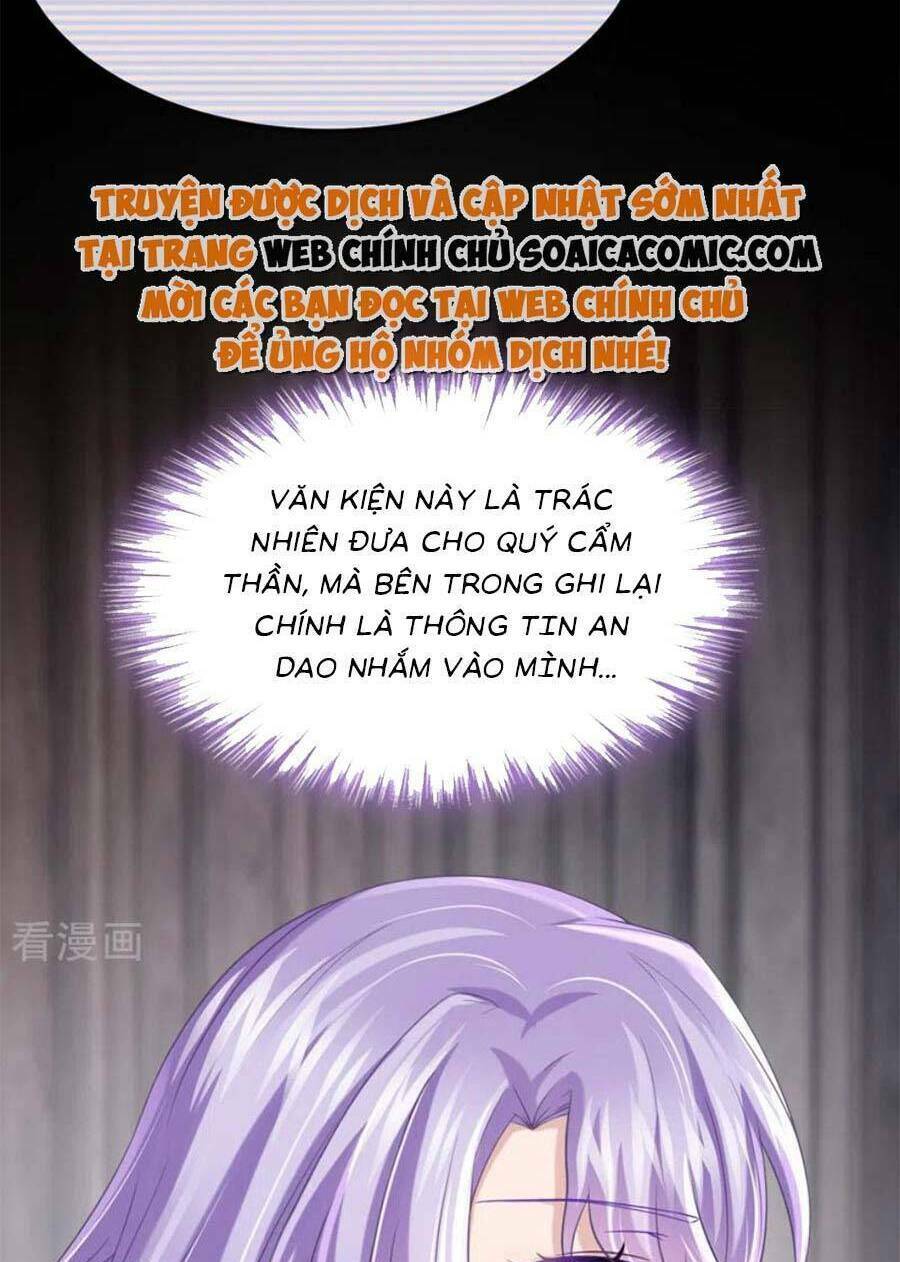 TRUYỆN ĐƯỢC DỊCH VÀ CẬP NHẬT SỚM NHẤT
TẠI TRANG WEB CHÍNH CHỦ SOAICACOMIC.COM
MỜI CÁC BẠN ĐỌC TẠI WEB CHÍNH CHỦ
ĐỂ ỦNG HỘ NHÓM DỊCH NHÉ!
VĂN KIỆN NÀY LÀ TRÁC
NHIÊN ĐƯA CHO QUÝ CẨM
THẦN, MÀ BÊN TRONG GHI LẠI
CHÍNH LÀ THÔNG TIN AN
DAO NHẮM VÀO MÌNH...
看漫画